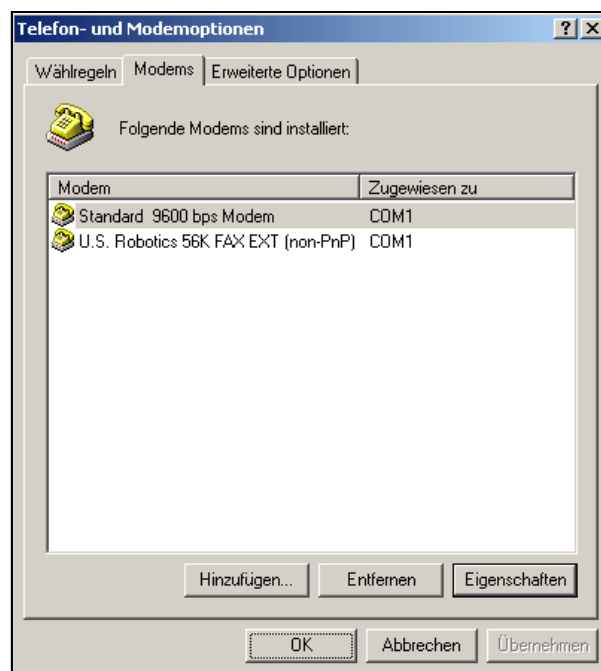 Telefon- und Modemoptionen
Wählregeln Modems Erweiterte Optionen
Folgende Modems sind installiert:
Modem Zugewiesen zu
Standard 9600 bps Modem COM1
U.S. Robotics 56K FAX EXT (non-PnP) COM1
Hinzufügen... Entfernen Eigenschaften
OK Abbrechen Übernehmen